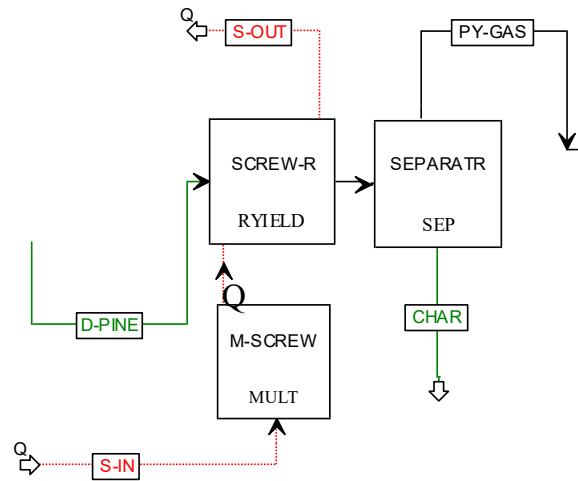 Q
S-OUT
PY-GAS
SCREW-R
RYIELD
SEPARATR
SEP
D-PINE
Q
M-SCREW
MULT
CHAR
Q
S-IN